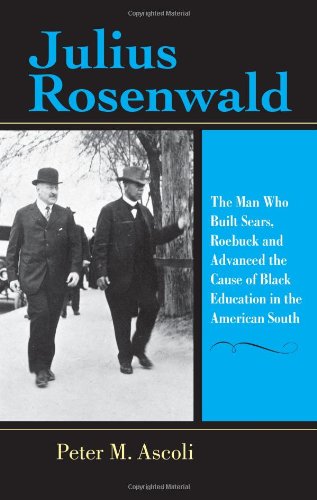 Julius
Rosenwald
The Man Who
Built Sears,
Roebuck and
Advanced the
Cause of Black
Education in the
American South
Peter M. Ascoli